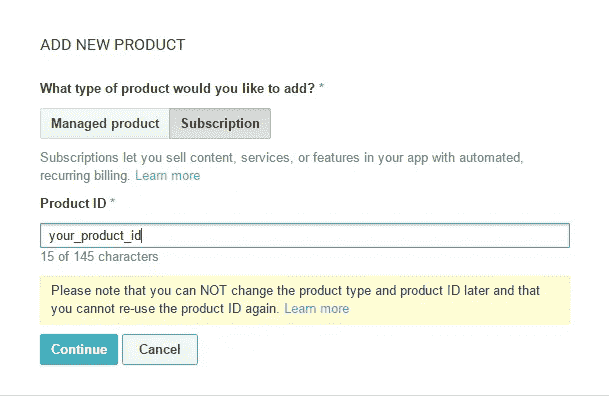 ADD NEW PRODUCT
What type of product would you like to add? *
Managed product Subscription
Subscriptions let you sell content, services, or features in your app with automated,
recurring billing. Learn more
Product ID *
your_product_id
15 of 145 characters
Please note that you can NOT change the product type and product ID later and that
you cannot re-use the product ID again. Learn more
Continue Cancel